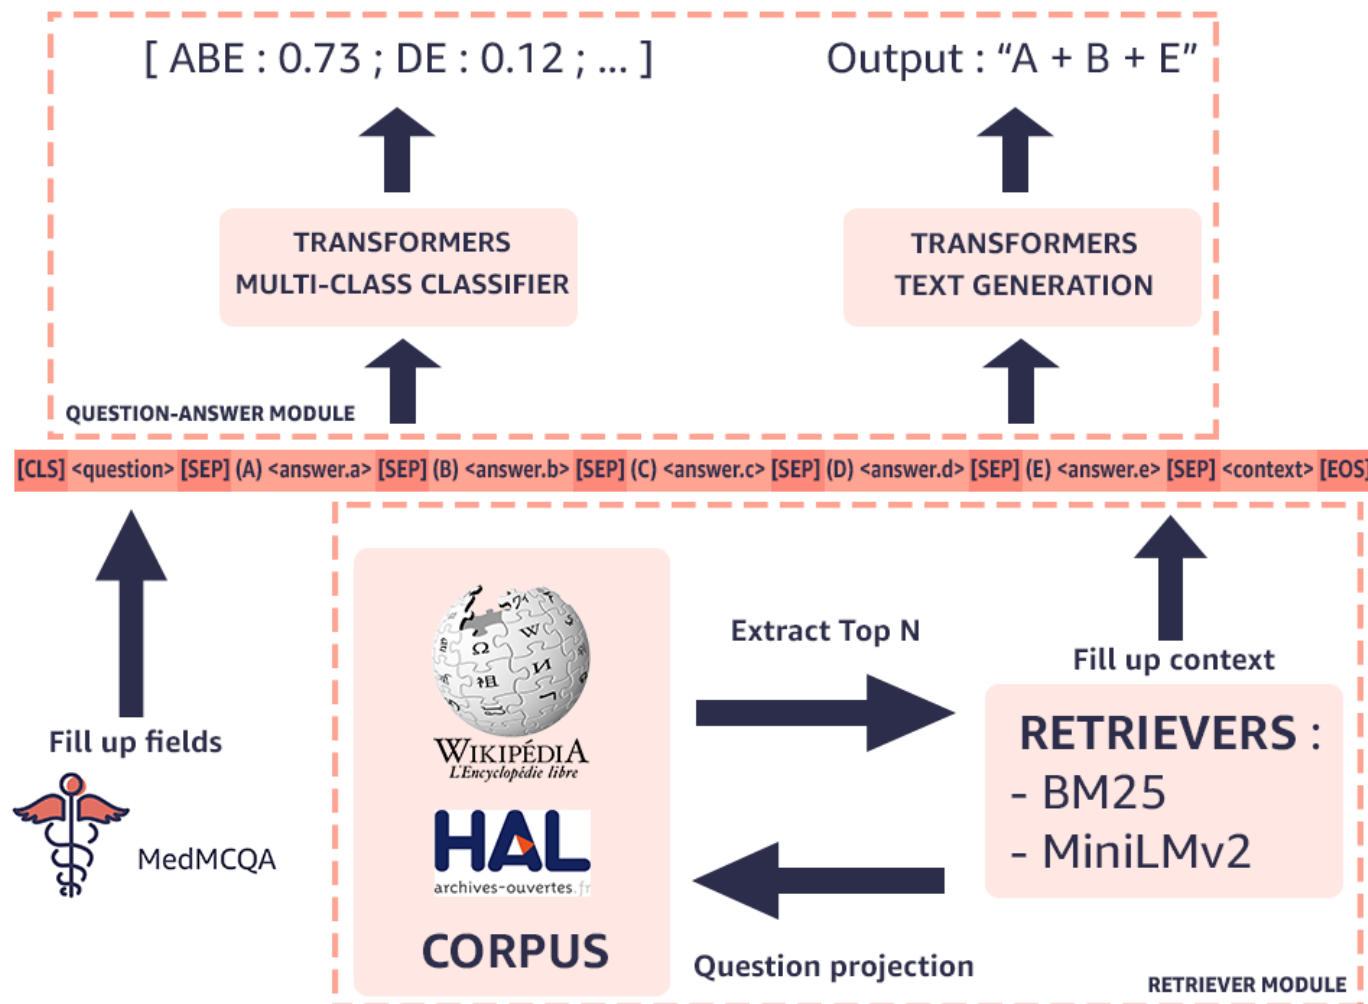 [ ABE : 0.73 ; DE : 0.12 ; ... ]
Output : “A + B + E”
TRANSFORMERS
MULTI-CLASS CLASSIFIER
TRANSFORMERS
TEXT GENERATION
QUESTION-ANSWER MODULE
[CLS] <question> [SEP] (A) <answer.a> [SEP] (B) <answer.b> [SEP] (C) <answer.c> [SEP] (D) <answer.d> [SEP] (E) <answer.e> [SEP] <context> [EOS]
Fill up fields
MedMCQA
WIKIPÉDIA
L'Encyclopédie libre
HAL
archives-ouvertes.fr
CORPUS
Extract Top N
Question projection
Fill up context
RETRIEVERS :
- BM25
- MiniLMv2
RETRIEVER MODULE